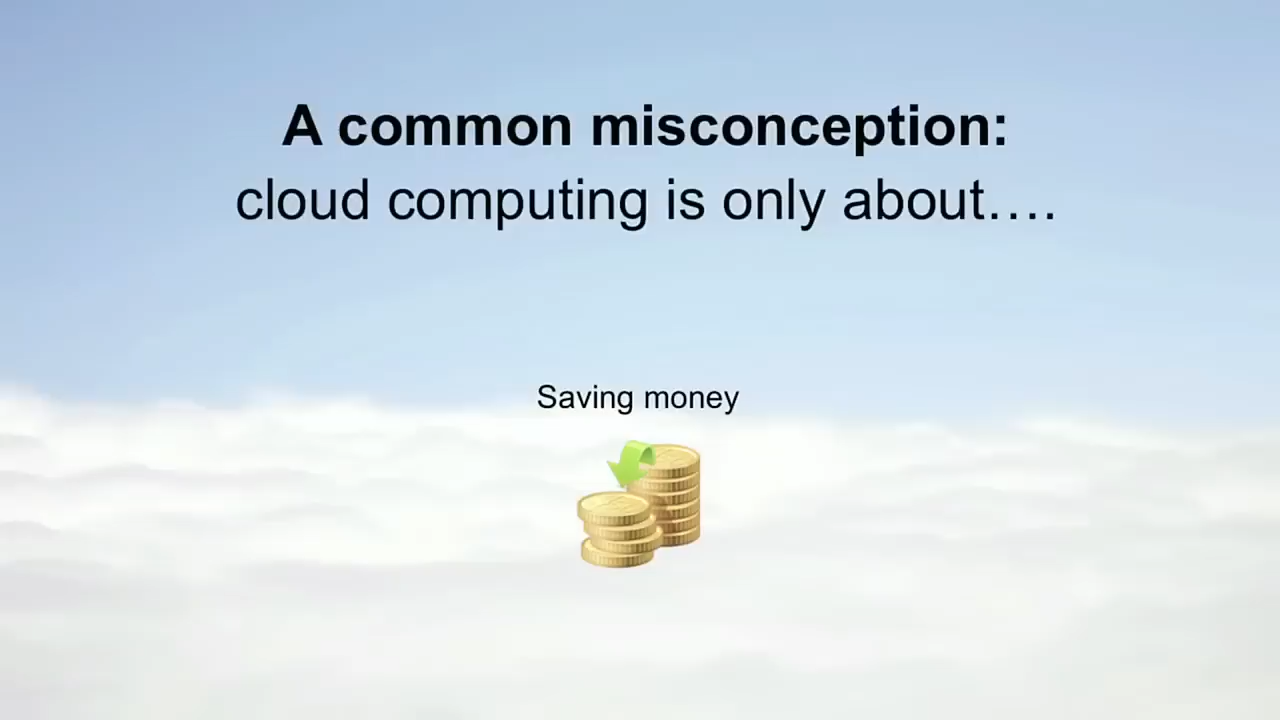 A common misconception:
cloud computing is only about….
Saving money